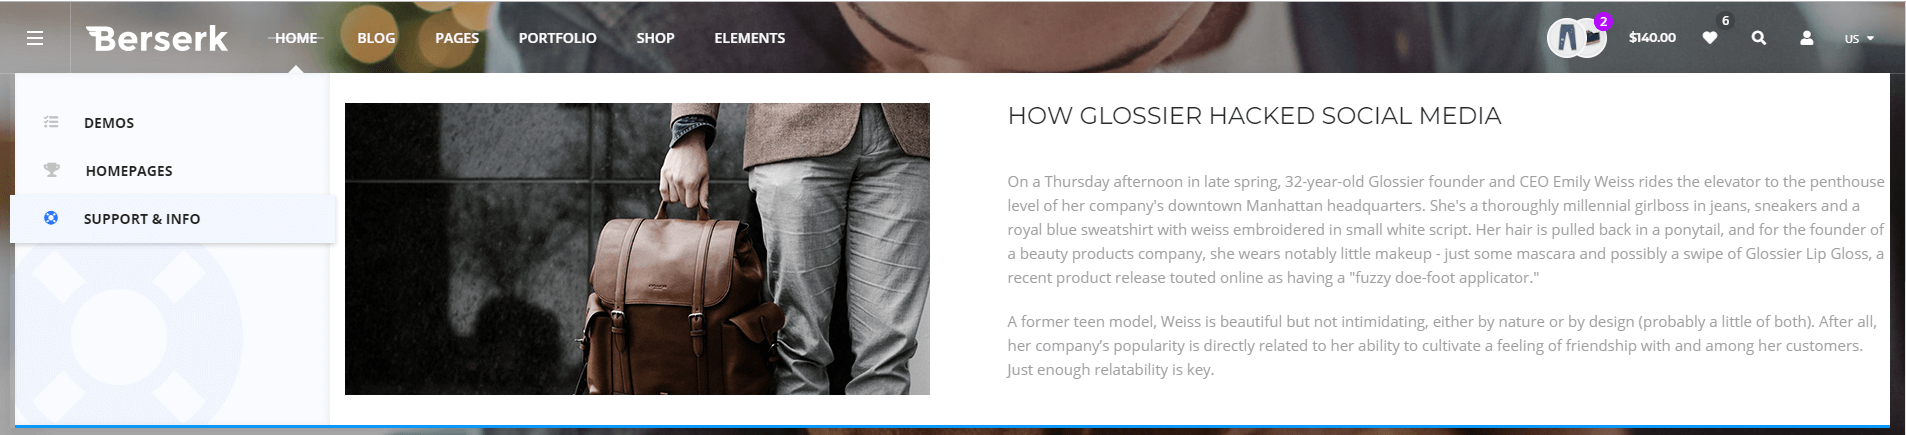 Berserk
HOME
BLOG
PAGES
PORTFOLIO
SHOP
ELEMENTS
2
$140.00
6
US
DEMOS
HOMEPAGES
SUPPORT & INFO
HOW GLOSSIER HACKED SOCIAL MEDIA
On a Thursday afternoon in late spring, 32-year-old Glossier founder and CEO Emily Weiss rides the elevator to the penthouse
level of her company's downtown Manhattan headquarters. She's a thoroughly millennial girlboss in jeans, sneakers and a
royal blue sweatshirt with weiss embroidered in small white script. Her hair is pulled back in a ponytail, and for the founder of
a beauty products company, she wears notably little makeup - just some mascara and possibly a swipe of Glossier Lip Gloss, a
recent product release touted online as having a "fuzzy doe-foot applicator."
A former teen model, Weiss is beautiful but not intimidating, either by nature or by design (probably a little of both). After all,
her company’s popularity is directly related to her ability to cultivate a feeling of friendship with and among her customers.
Just enough relatability is key.